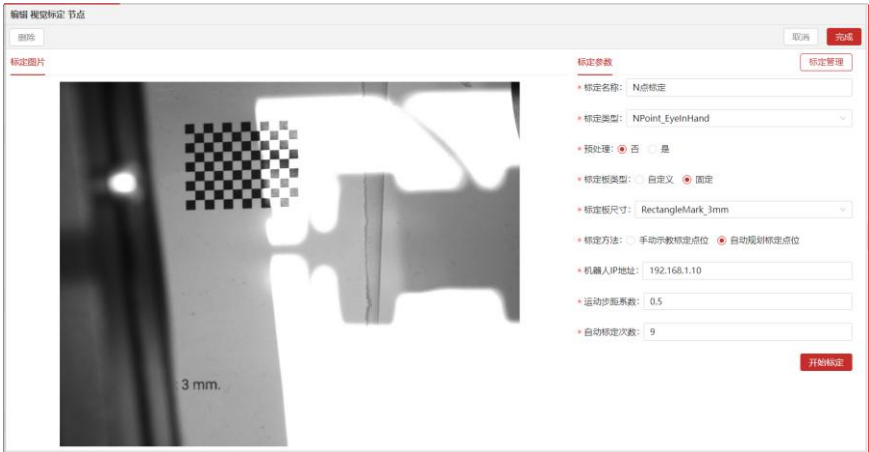 编辑 视觉标定 节点
删除 取消 完成
标定图片 标定参数 标定管理
* 标定名称: N点标定
* 标定类型: NPoint_EyeInHand
* 预处理: 否 是
* 标定板类型: 自定义 固定
* 标定板尺寸: RectangleMark_3mm
* 标定方法: 手动示教标定点位 自动规划标定点位
* 机器人IP地址: 192.168.1.10
* 运动步距系数: 0.5
* 自动标定次数: 9
开始标定
3 mm.